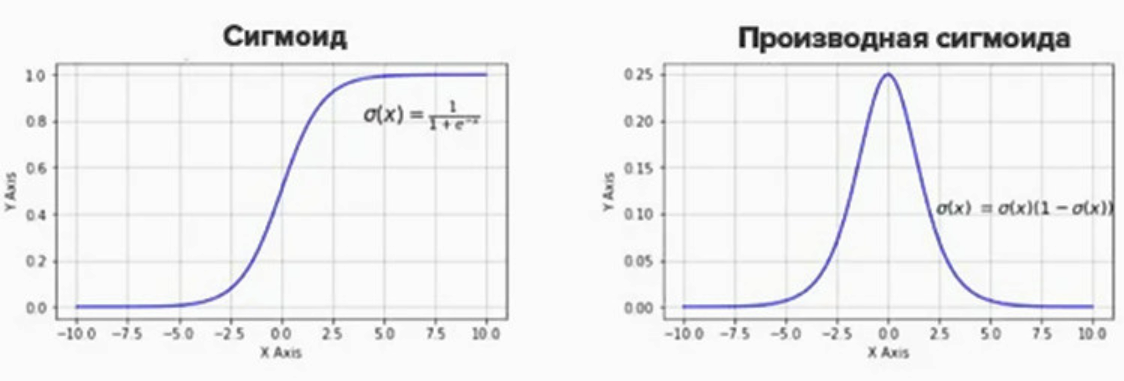 Сигмоид
1.0
0.8
0.6
0.4
0.2
0.0
Y Axis
σ(x) = 1 / 1 + e^{-x}
−10.0 −7.5 −5.0 −2.5 0.0 2.5 5.0 7.5 10.0
X Axis
Производная сигмоида
0.25
0.20
0.15
0.10
0.05
0.00
Y Axis
σ(x) = σ(x)(1 − σ(x))
−10.0 −7.5 −5.0 −2.5 0.0 2.5 5.0 7.5 10.0
X Axis